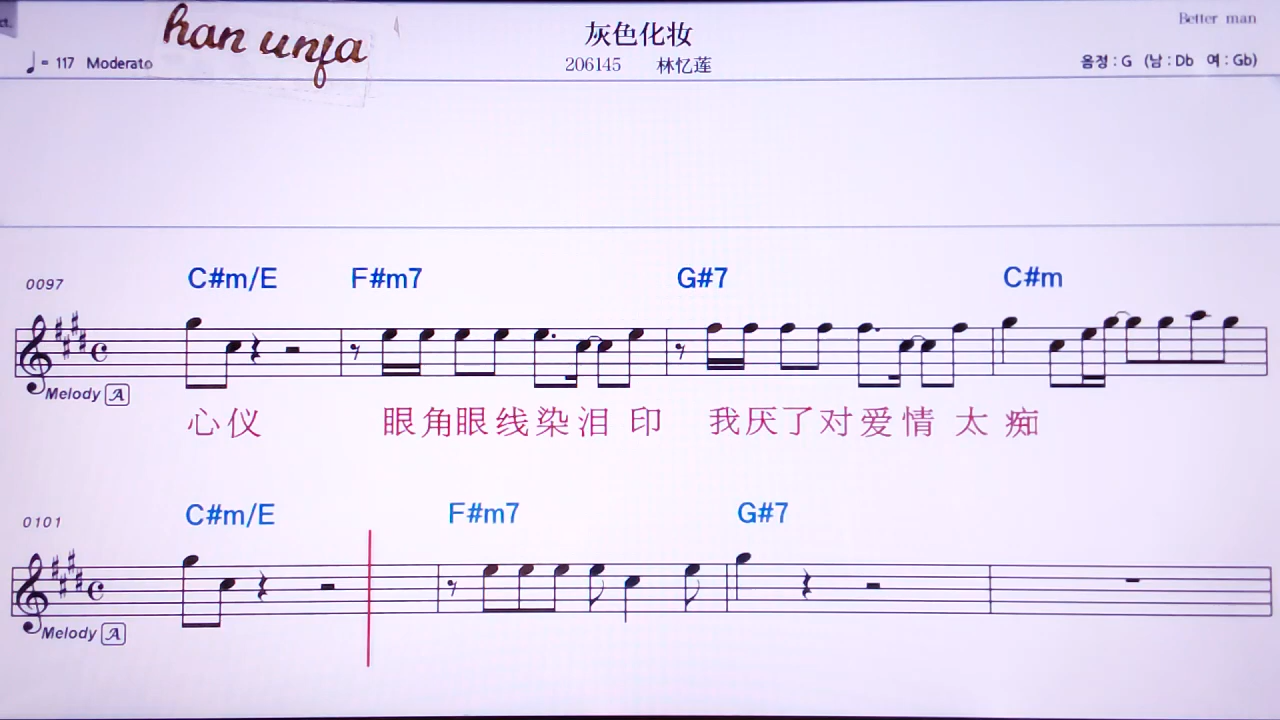 ct.
han unfa
灰色化妆
Better man
♩= 117 Moderato
206145 林忆莲
음정 : G (남 : Db 여 : Gb)
0097 C#m/E F#m7 G#7 C#m
Melody A
心仪 眼角眼线染泪 印 我厌了对爱情 太 痴
0101 C#m/E F#m7 G#7
Melody A